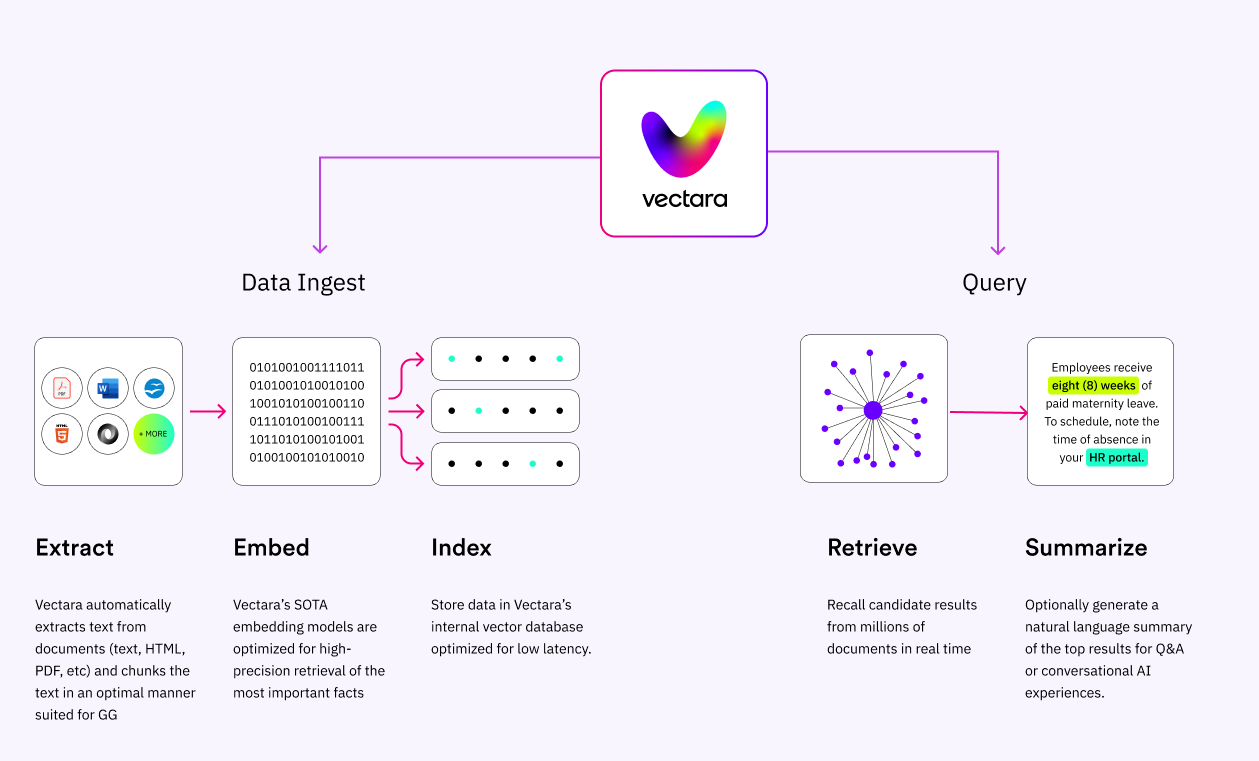 vectara
Data Ingest
Query
PDF
W
HTML
5
+ MORE
0101001001111011
0101001010010100
1001010100100110
0111010100100111
1011010100101001
0100100101010010
Employees receive
eight (8) weeks of
paid maternity leave.
To schedule, note the
time of absence in
your HR portal.
Extract
Vectara automatically
extracts text from
documents (text, HTML,
PDF, etc) and chunks the
text in an optimal manner
suited for GG
Embed
Vectara’s SOTA
embedding models are
optimized for high-
precision retrieval of the
most important facts
Index
Store data in Vectara’s
internal vector database
optimized for low latency.
Retrieve
Recall candidate results
from millions of
documents in real time
Summarize
Optionally generate a
natural language summary
of the top results for Q&A
or conversational AI
experiences.